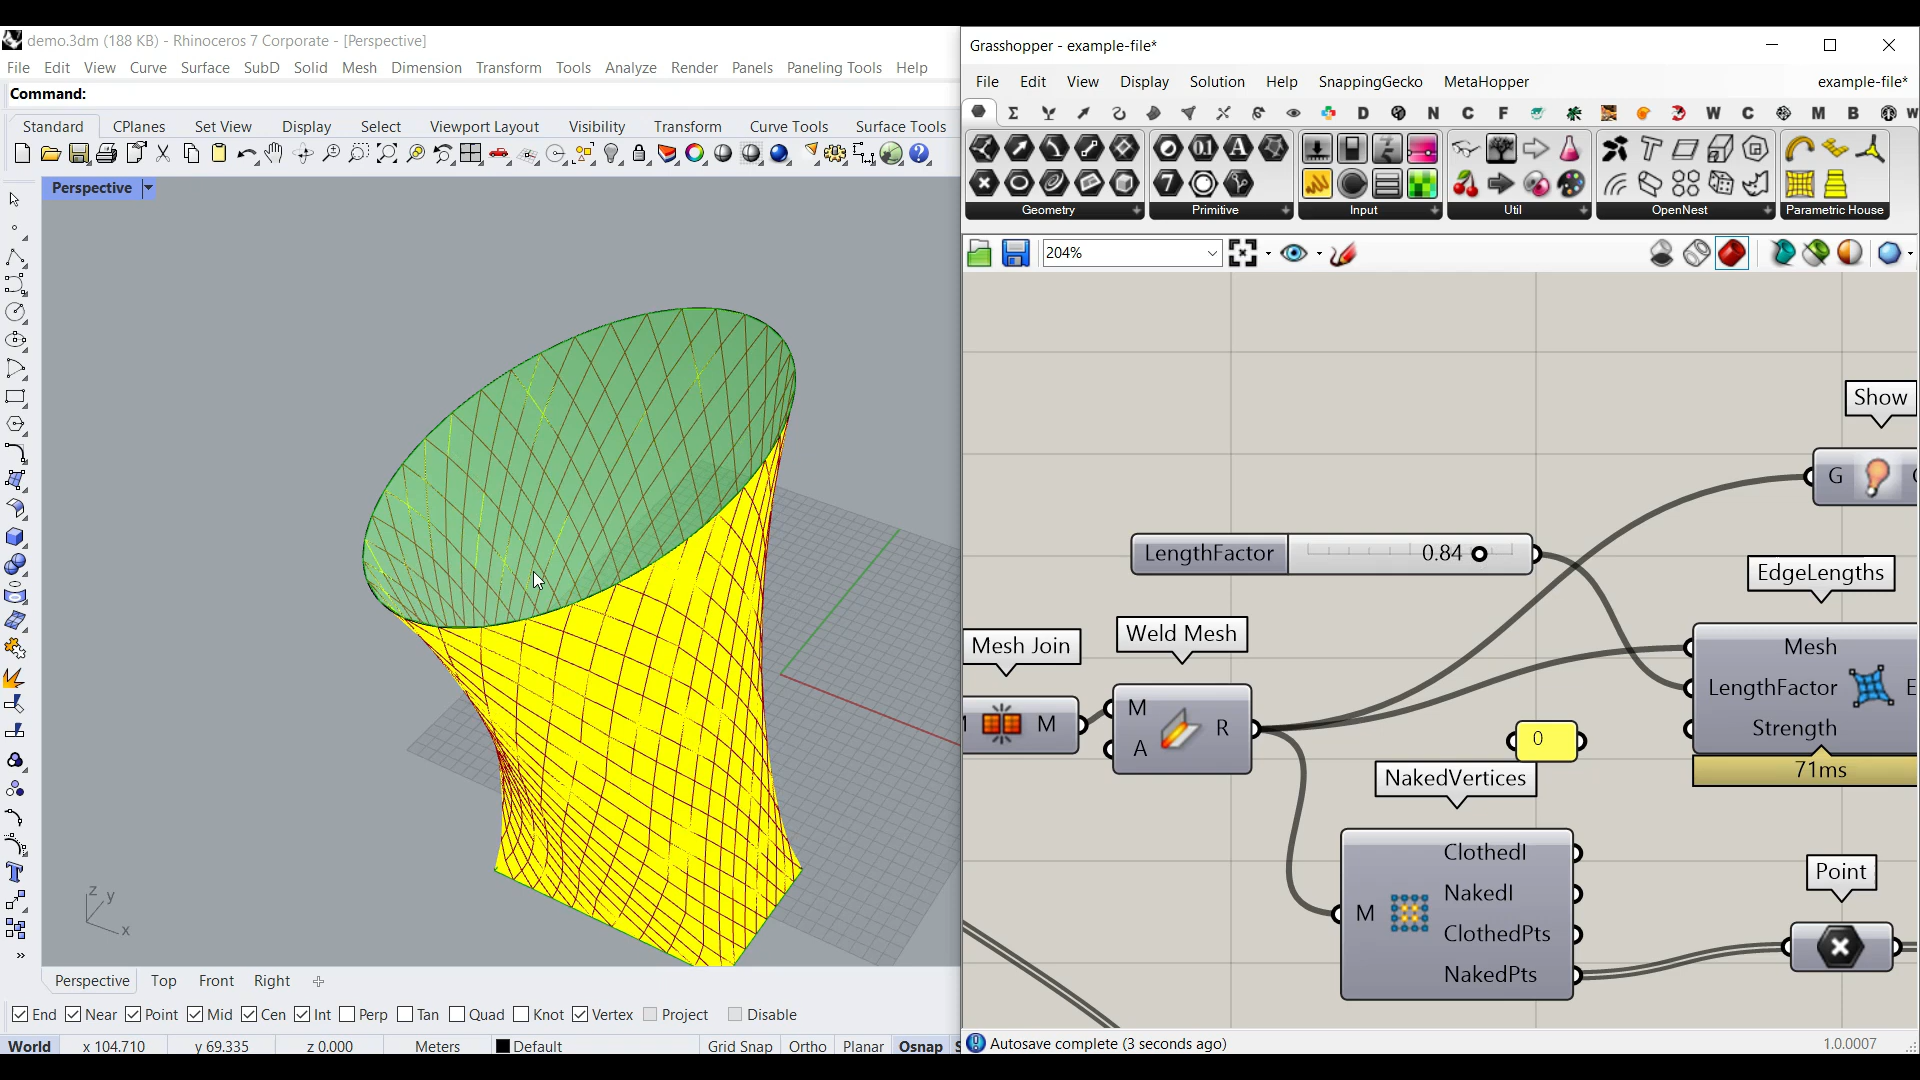 demo.3dm (188 KB) - Rhinoceros 7 Corporate - [Perspective]
File Edit View Curve Surface SubD Solid Mesh Dimension Transform Tools Analyze Render Panels Paneling Tools Help
Command:
Standard CPlanes Set View Display Select Viewport Layout Visibility Transform Curve Tools Surface Tools
Perspective
z
y
x
Perspective Top Front Right
End Near Point Mid Cen Int Perp Tan Quad Knot Vertex Project Disable
World x 104.710 y 69.335 z 0.000 Meters Default Grid Snap Ortho Planar Osnap S
Grasshopper - example-file*
File Edit View Display Solution Help SnappingGecko MetaHopper example-file*
D N C F W C M B W
Geometry Primitive Input Util OpenNest Parametric House
204%
Show
G
LengthFactor 0.84
EdgeLengths
Mesh Join
Weld Mesh
Mesh
LengthFactor E
Strength
71ms
M
M
A
R
0
NakedVertices
ClothedI
NakedI
M
ClothedPts
NakedPts
Point
Autosave complete (3 seconds ago) 1.0.0007